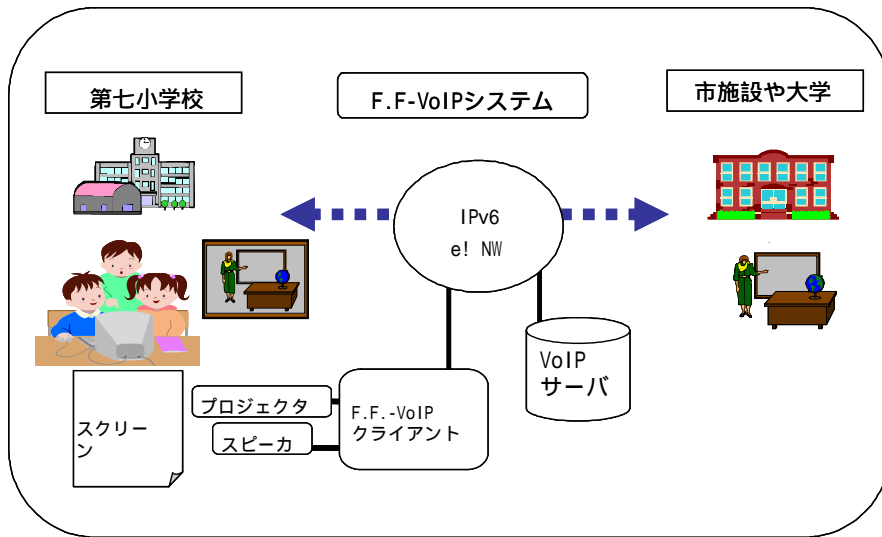 第七小学校
F.F-VoIPシステム
市施設や大学
IPv6
e! NW
VoIP
サーバ
プロジェクタ
スピーカ
F.F.-VoIP
クライアント
スクリー
ン